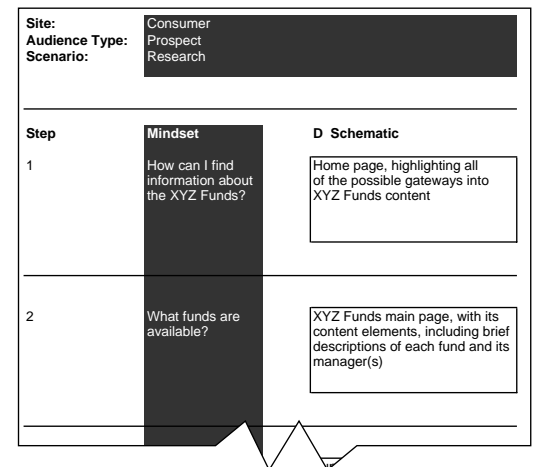 Site: Consumer
Audience Type: Prospect
Scenario: Research
Step Mindset D Schematic
1 How can I find Home page, highlighting all
information about of the possible gateways into
the XYZ Funds? XYZ Funds content
2 What funds are XYZ Funds main page, with its
available? content elements, including brief
descriptions of each fund and its
manager(s)